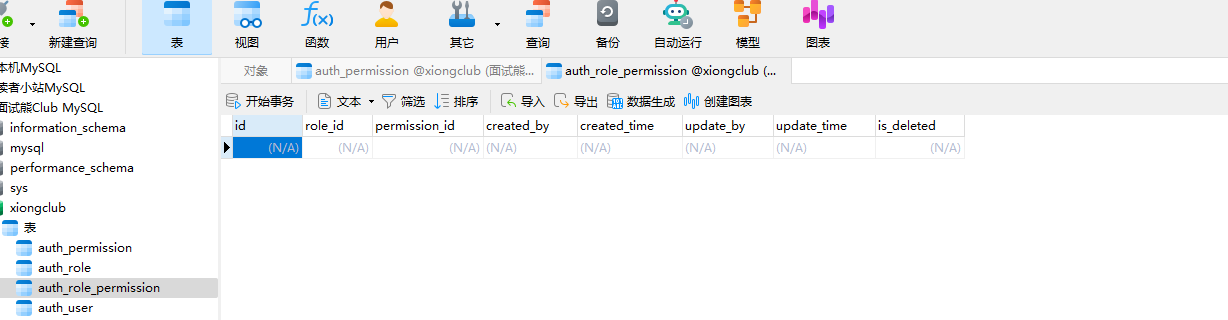 接 新建查询 表 视图 函数 用户 其它 查询 备份 自动运行 模型 图表
本机MySQL
读者小站MySQL
面试熊Club MySQL
information_schema
mysql
performance_schema
sys
xiongclub
表
auth_permission
auth_role
auth_role_permission
auth_user
对象 auth_permission @xiongclub (面试熊... auth_role_permission @xiongclub (...
开始事务 文本 筛选 排序 导入 导出 数据生成 创建图表
id role_id permission_id created_by created_time update_by update_time is_deleted
(N/A) (N/A) (N/A) (N/A) (N/A) (N/A) (N/A) (N/A)